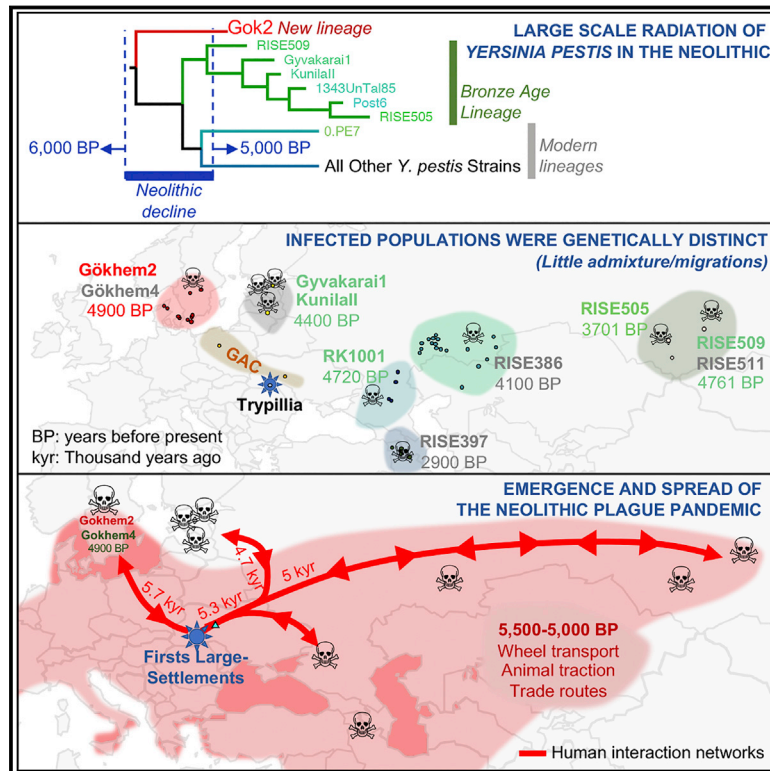 LARGE SCALE RADIATION OF
YERSINIA PESTIS IN THE NEOLITHIC
Gok2 New lineage
RISE509
Gyvakarai1
KunilaII
1343UnTal85
Post6
RISE505
Bronze Age
Lineage
0.PE7
All Other Y. pestis Strains
Modern
lineages
6,000 BP
5,000 BP
Neolithic
decline
INFECTED POPULATIONS WERE GENETICALLY DISTINCT
(Little admixture/migrations)
Gökhem2
Gökhem4
4900 BP
Gyvakarai1
KunilaII
4400 BP
RISE505
3701 BP
RISE509
RISE511
4761 BP
GAC
Trypillia
RK1001
4720 BP
RISE386
4100 BP
RISE397
2900 BP
BP: years before present
kyr: Thousand years ago
EMERGENCE AND SPREAD OF
THE NEOLITHIC PLAGUE PANDEMIC
Gokhem2
Gokhem4
4900 BP
5.7 kyr
5.3 kyr
4.7 kyr
5 kyr
Firsts Large-
Settlements
5,500-5,000 BP
Wheel transport
Animal traction
Trade routes
Human interaction networks